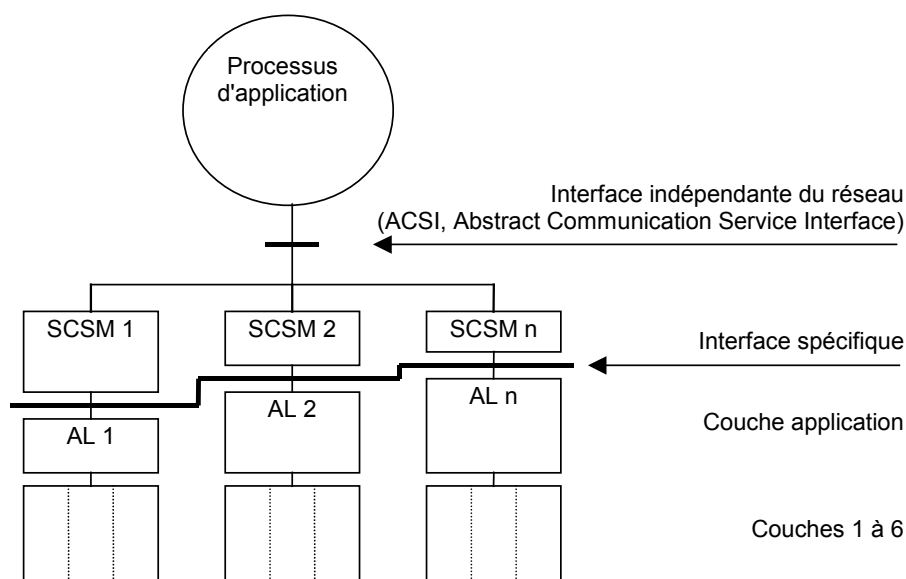 Processus
d'application
Interface indépendante du réseau
(ACSI, Abstract Communication Service Interface)
SCSM 1
SCSM 2
SCSM n
Interface spécifique
AL 1
AL 2
AL n
Couche application
Couches 1 à 6